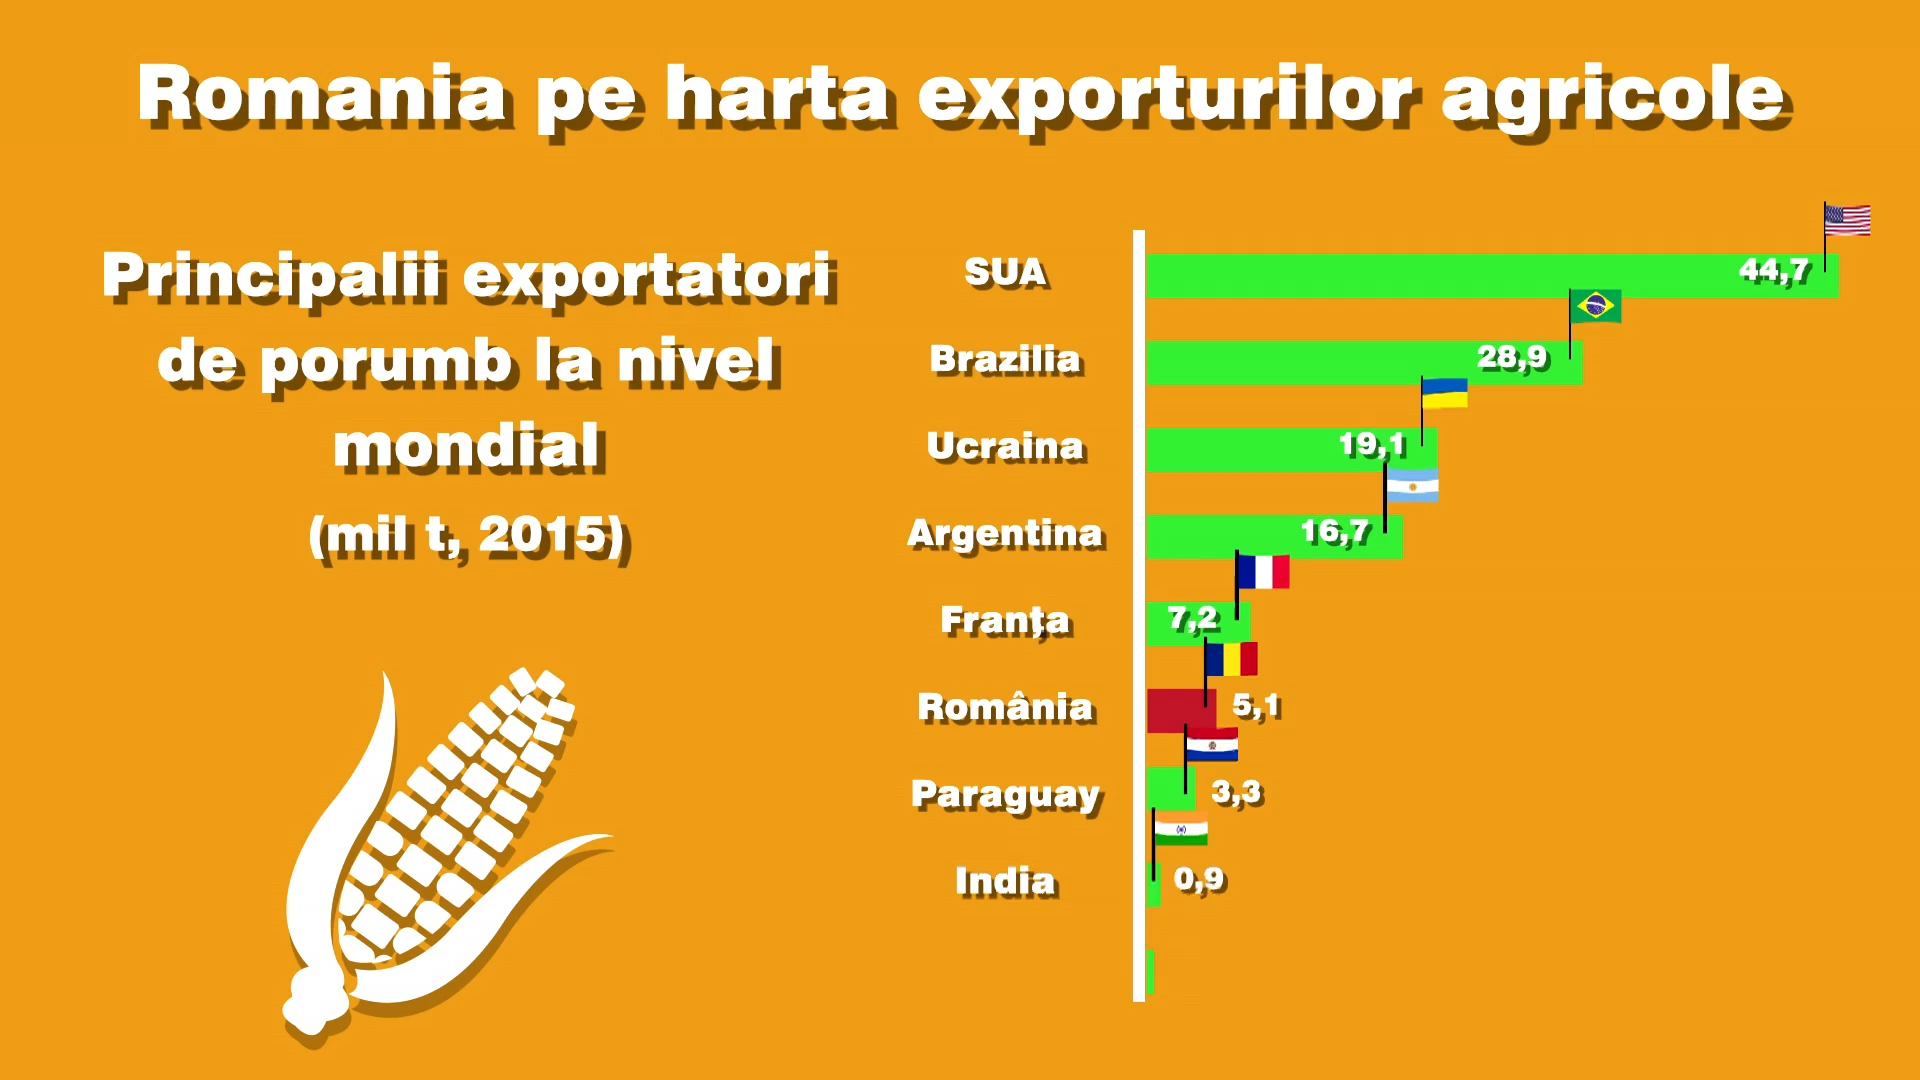 Romania pe harta exporturilor agricole
Principalii exportatori
de porumb la nivel
mondial
(mil t, 2015)
SUA 44,7
Brazilia 28,9
Ucraina 19,1
Argentina 16,7
Franţa 7,2
România 5,1
Paraguay 3,3
India 0,9